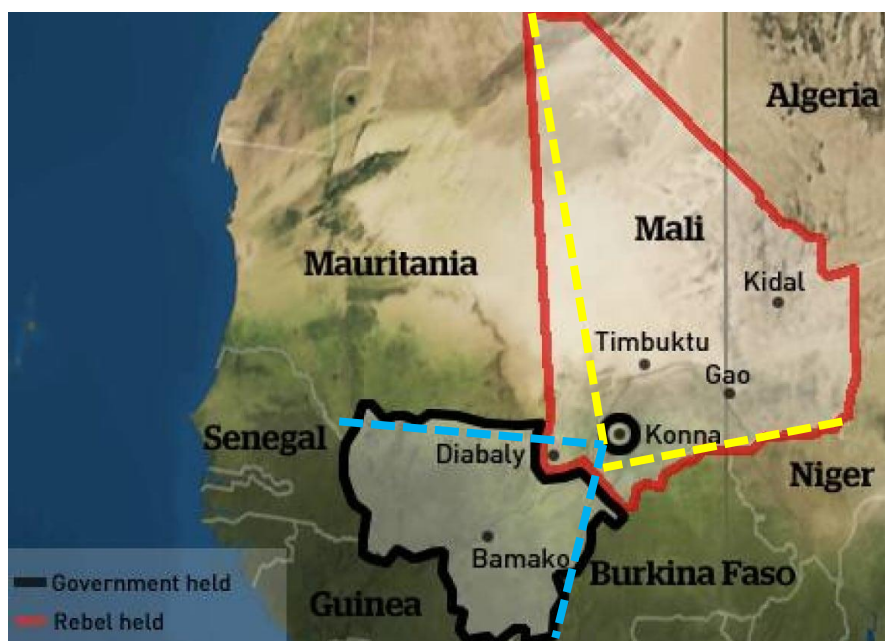 Algeria
Mali
Mauritania
Kidal
Timbuktu
Gao
Senegal
Konna
Diabaly
Niger
Bamako
Burkina Faso
Government held
Guinea
Rebel held